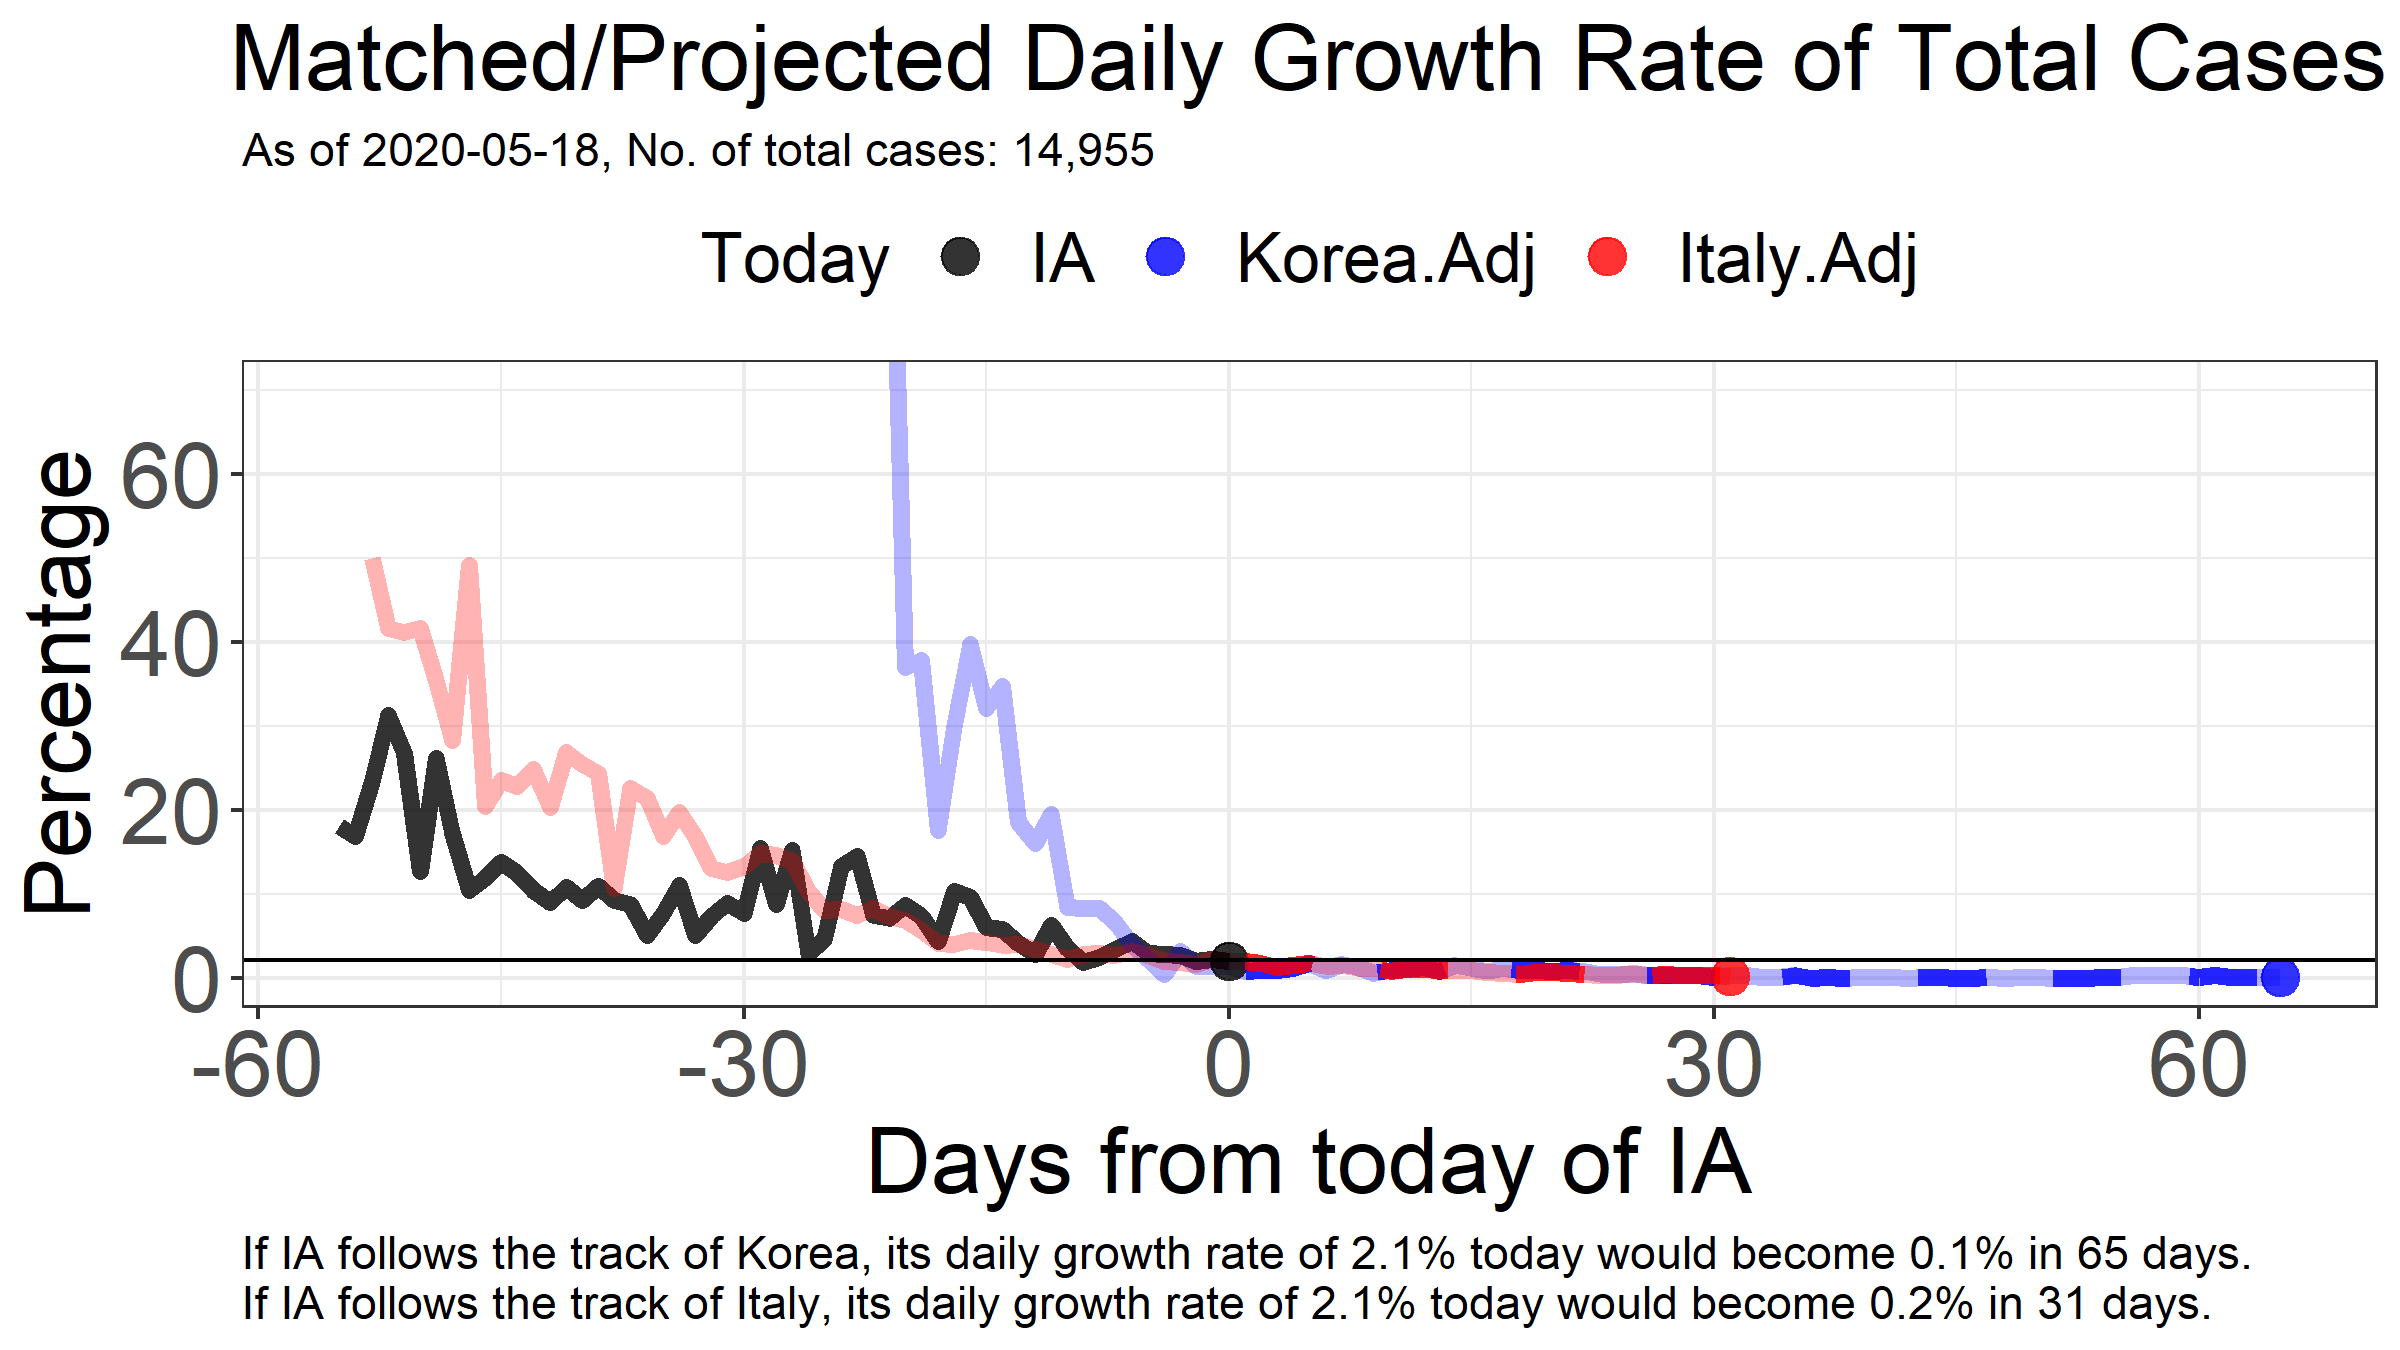 Matched/Projected Daily Growth Rate of Total Cases
As of 2020-05-18, No. of total cases: 14,955
Today IA Korea.Adj Italy.Adj
Percentage
60
40
20
0
-60 -30 0 30 60
Days from today of IA
If IA follows the track of Korea, its daily growth rate of 2.1% today would become 0.1% in 65 days.
If IA follows the track of Italy, its daily growth rate of 2.1% today would become 0.2% in 31 days.